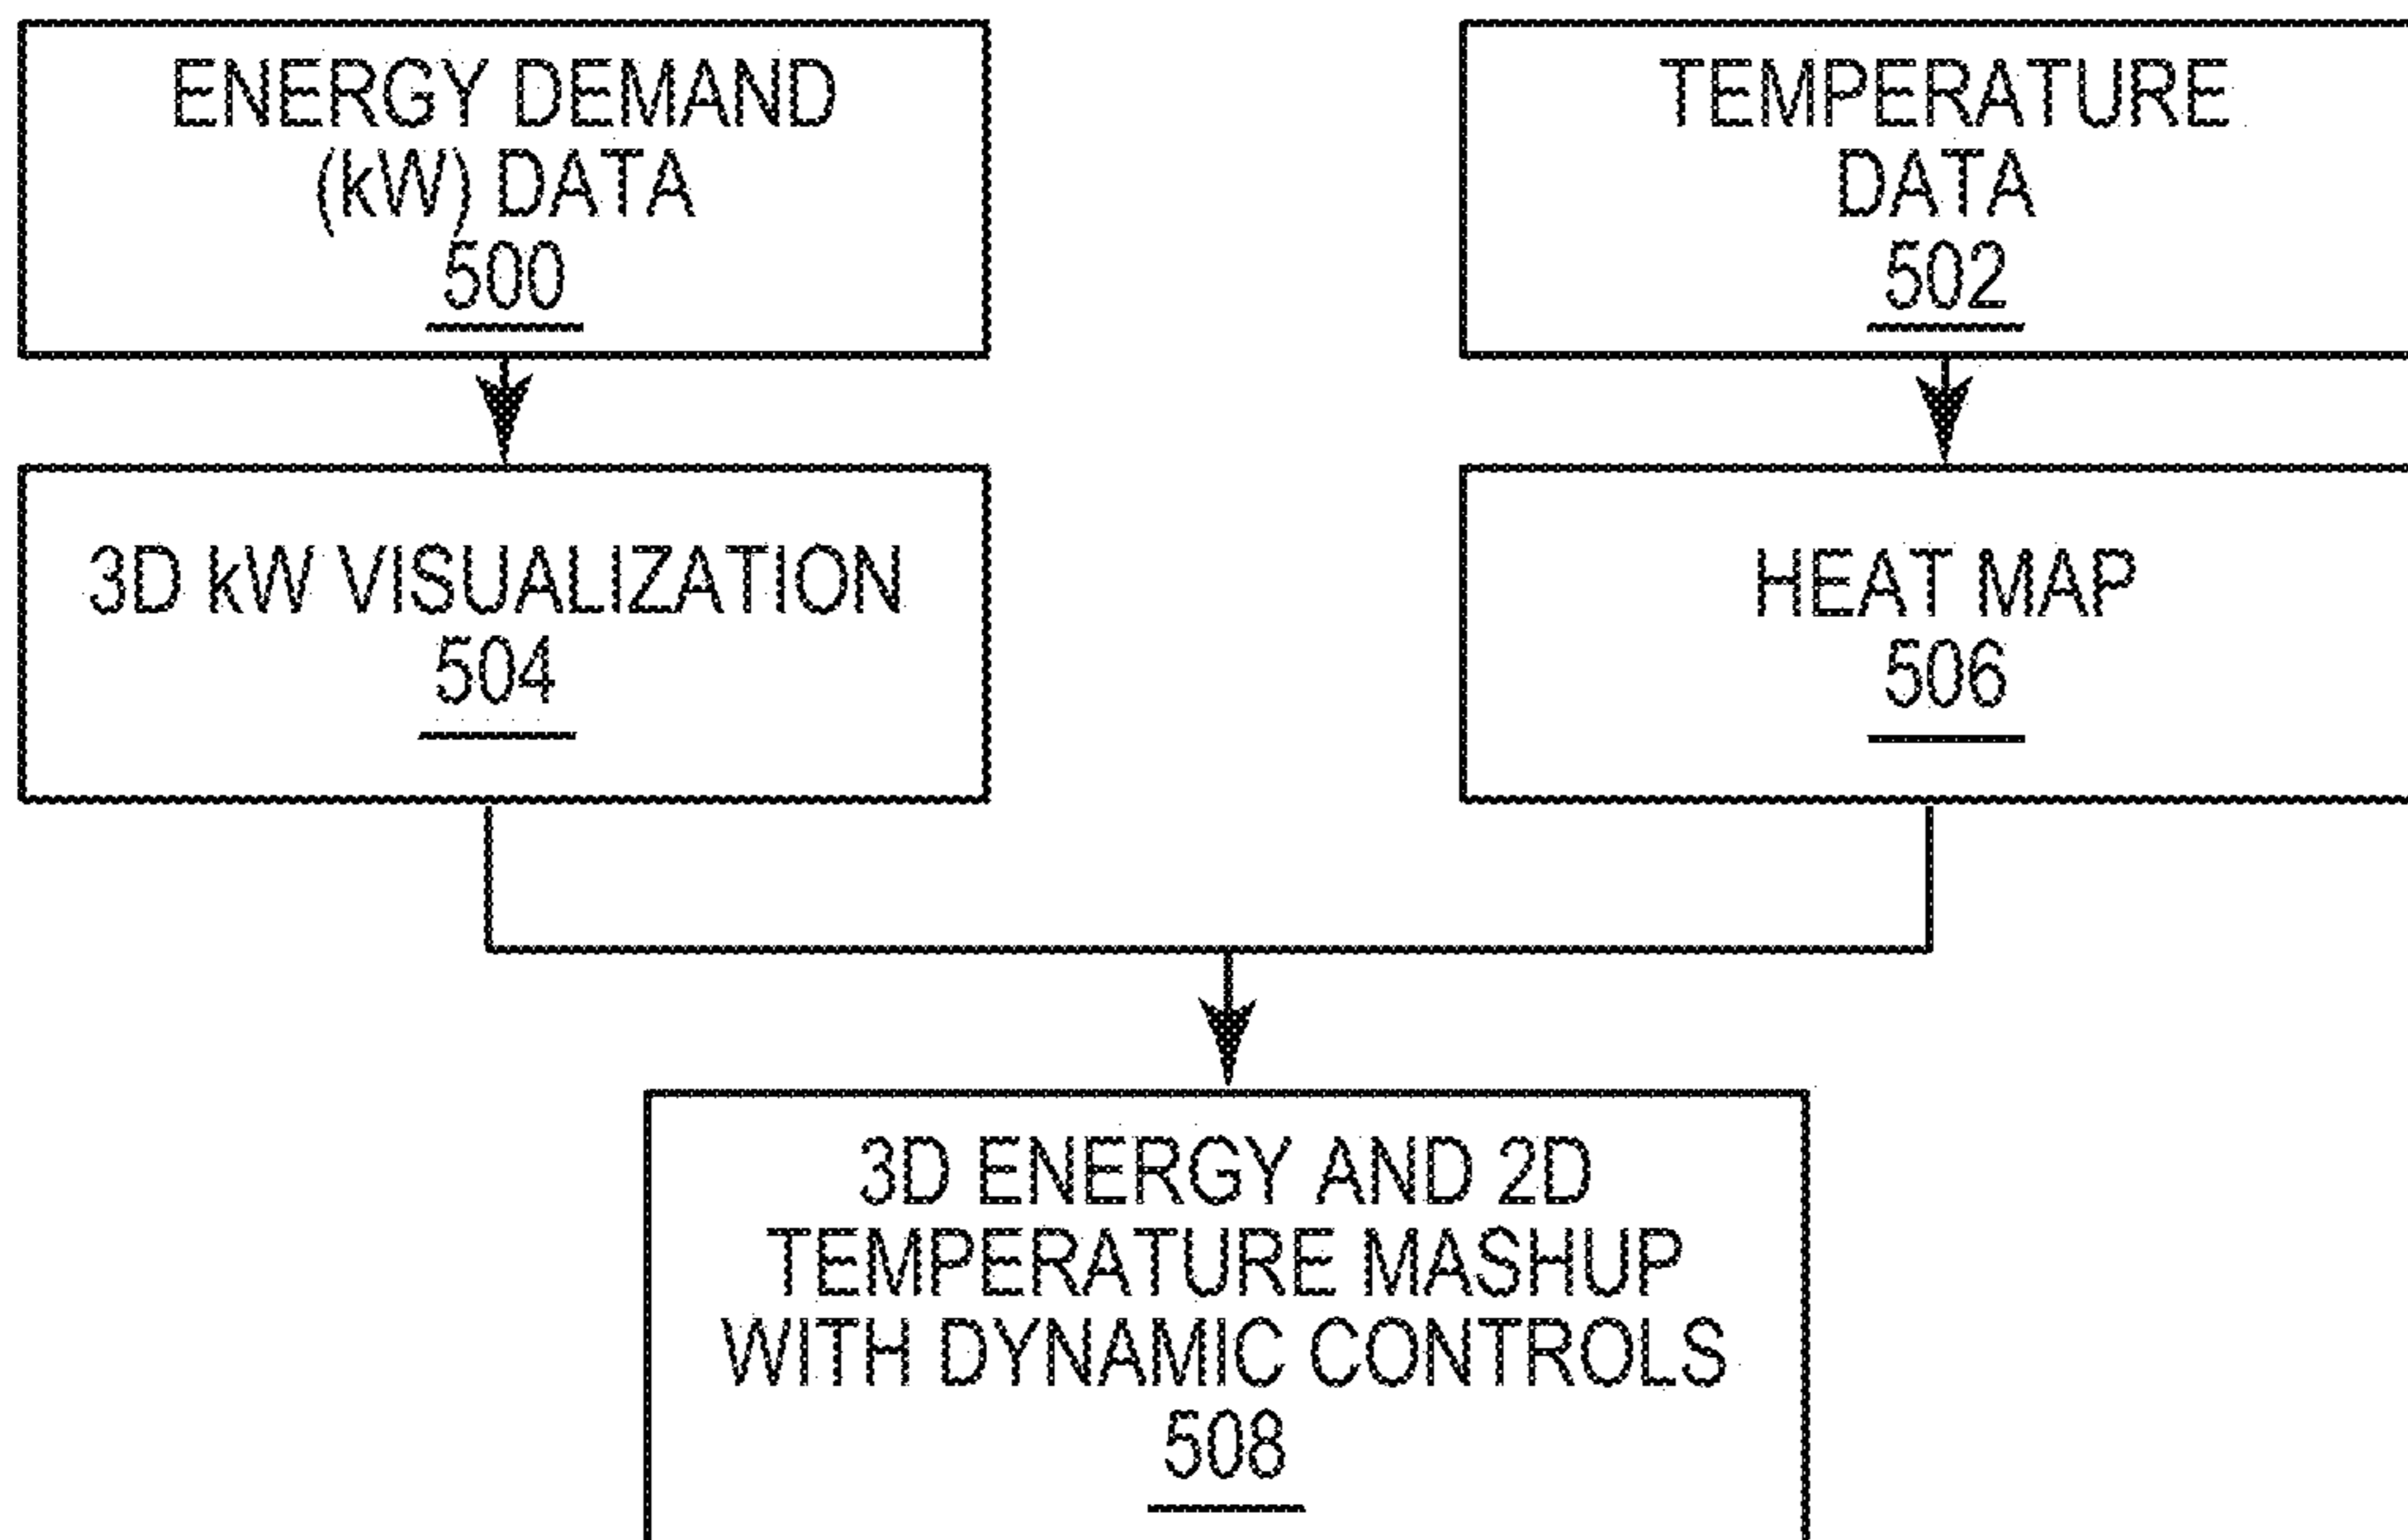 ENERGY DEMAND
(kW) DATA
500
TEMPERATURE
DATA
502
3D kW VISUALIZATION
504
HEAT MAP
506
3D ENERGY AND 2D
TEMPERATURE MASHUP
WITH DYNAMIC CONTROLS
508